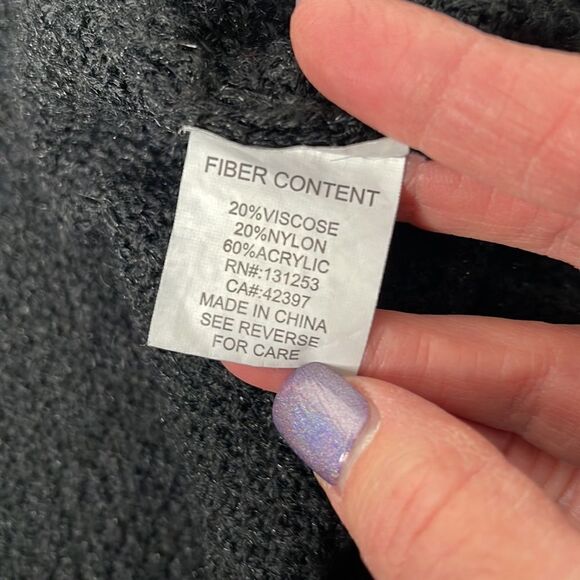 FIBER CONTENT
20%VISCOSE
20%NYLON
60%ACRYLIC
RN#:131253
CA#:42397
MADE IN CHINA
SEE REVERSE
FOR CARE